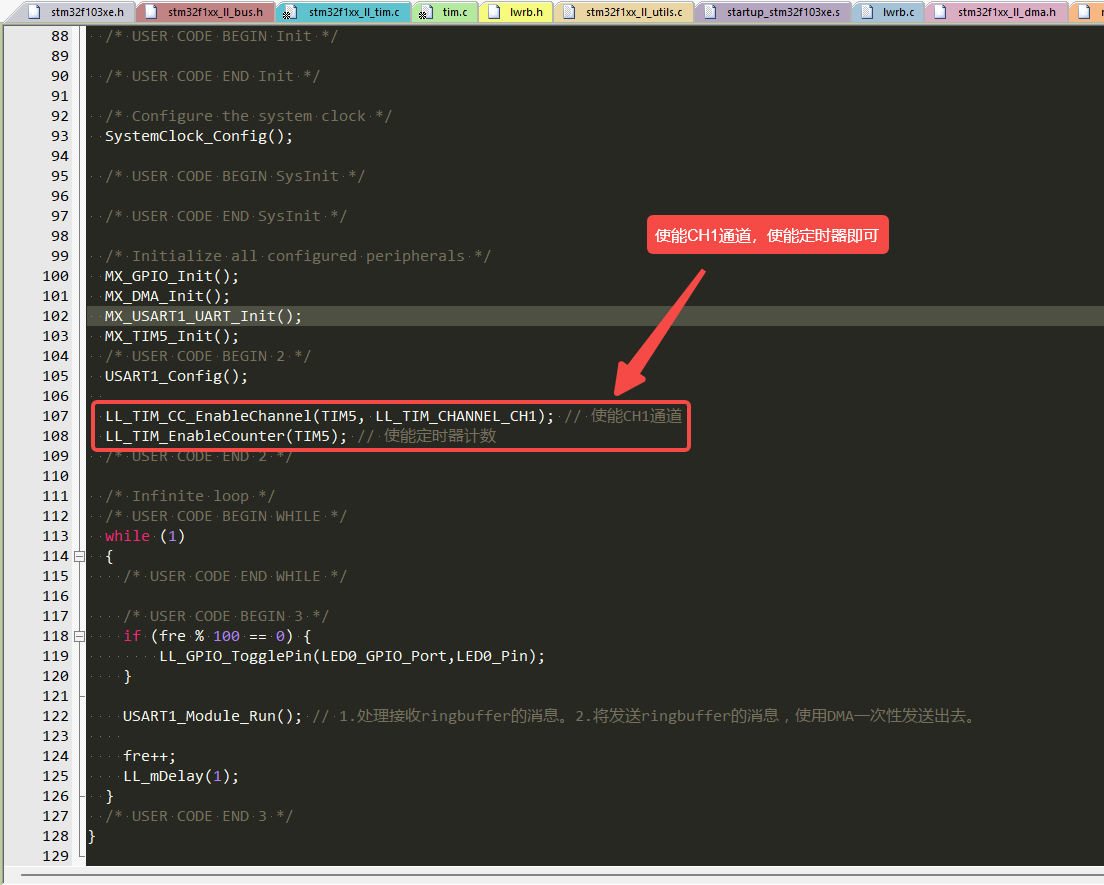 stm32f103xe.h stm32f1xx_ll_bus.h stm32f1xx_ll_tim.c tim.c lwrb.h stm32f1xx_ll_utils.c startup_stm32f103xe.s lwrb.c stm32f1xx_ll_dma.h
88 /* USER CODE BEGIN Init */
89
90 /* USER CODE END Init */
91
92 /* Configure the system clock */
93 SystemClock_Config();
94
95 /* USER CODE BEGIN SysInit */
96
97 /* USER CODE END SysInit */
98
使能CH1通道，使能定时器即可
99 /* Initialize all configured peripherals */
100 MX_GPIO_Init();
101 MX_DMA_Init();
102 MX_USART1_UART_Init();
103 MX_TIM5_Init();
104 /* USER CODE BEGIN 2 */
105 USART1_Config();
106
107 LL_TIM_CC_EnableChannel(TIM5, LL_TIM_CHANNEL_CH1); // 使能CH1通道
108 LL_TIM_EnableCounter(TIM5); // 使能定时器计数
109 /* USER CODE END 2 */
110
111 /* Infinite loop */
112 /* USER CODE BEGIN WHILE */
113 while (1)
114 {
115 /* USER CODE END WHILE */
116
117 /* USER CODE BEGIN 3 */
118 if (fre % 100 == 0) {
119 LL_GPIO_TogglePin(LED0_GPIO_Port,LED0_Pin);
120 }
121
122 USART1_Module_Run(); // 1.处理接收ringbuffer的消息。2.将发送ringbuffer的消息，使用DMA一次性发送出去。
123
124 fre++;
125 LL_mDelay(1);
126 }
127 /* USER CODE END 3 */
128 }
129